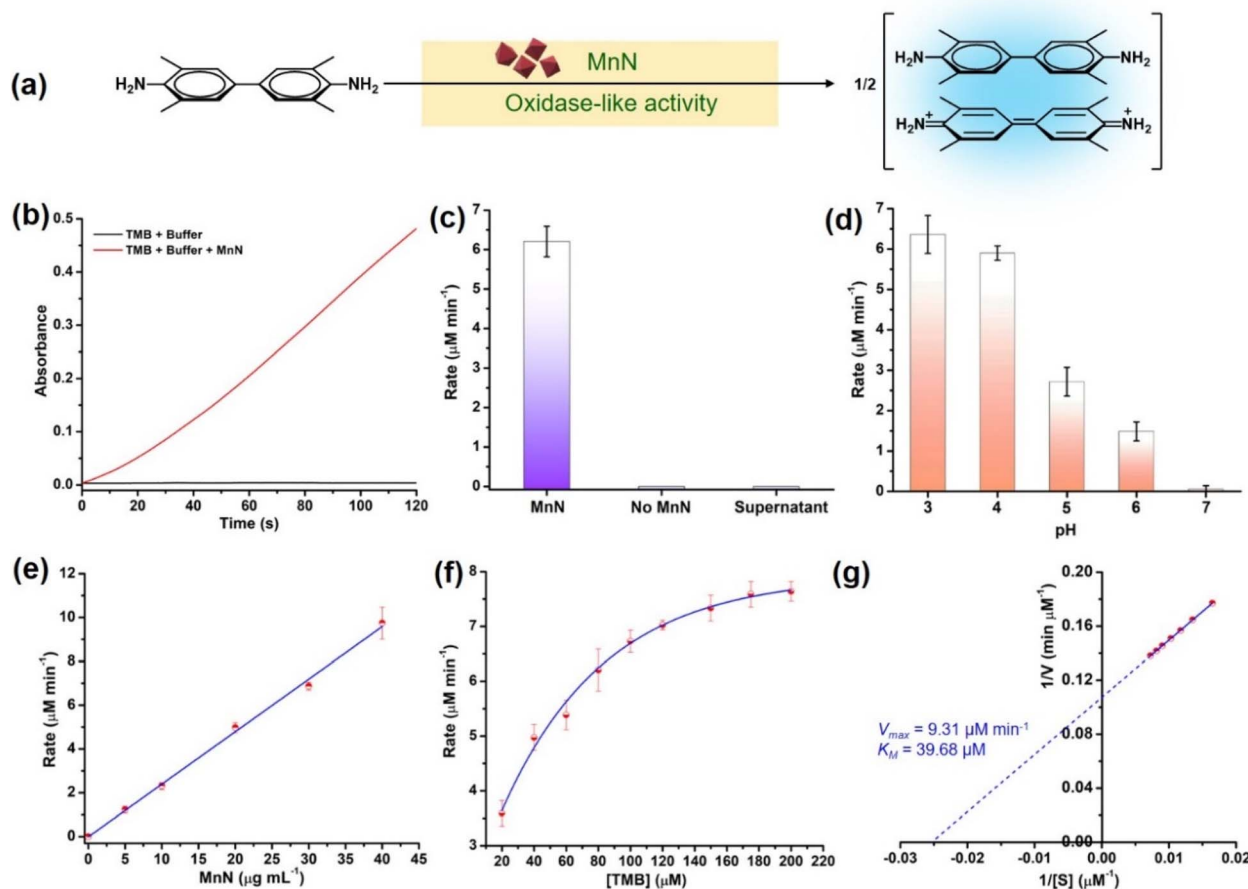 (a)
H₂N
NH₂
MnN
Oxidase-like activity
1/2
H₂N
NH₂
H₂N
+
+
NH₂
(b)
0.5
0.4
0.3
0.2
0.1
0.0
Absorbance
TMB + Buffer
TMB + Buffer + MnN
0 20 40 60 80 100 120
Time (s)
(c)
7
6
5
4
3
2
1
0
Rate (μM min⁻¹)
MnN No MnN Supernatant
(d)
7
6
5
4
3
2
1
0
Rate (μM min⁻¹)
3 4 5 6 7
pH
(e)
12
10
8
6
4
2
0
Rate (μM min⁻¹)
0 5 10 15 20 25 30 35 40 45
MnN (μg mL⁻¹)
(f)
8
7
6
5
4
3
Rate (μM min⁻¹)
20 40 60 80 100 120 140 160 180 200 220
[TMB] (μM)
(g)
0.20
0.16
0.12
0.08
0.04
0.00
1/V (min μM⁻¹)
Vmax = 9.31 μM min⁻¹
KM = 39.68 μM
-0.03 -0.02 -0.01 0.00 0.01 0.02
1/[S] (μM⁻¹)